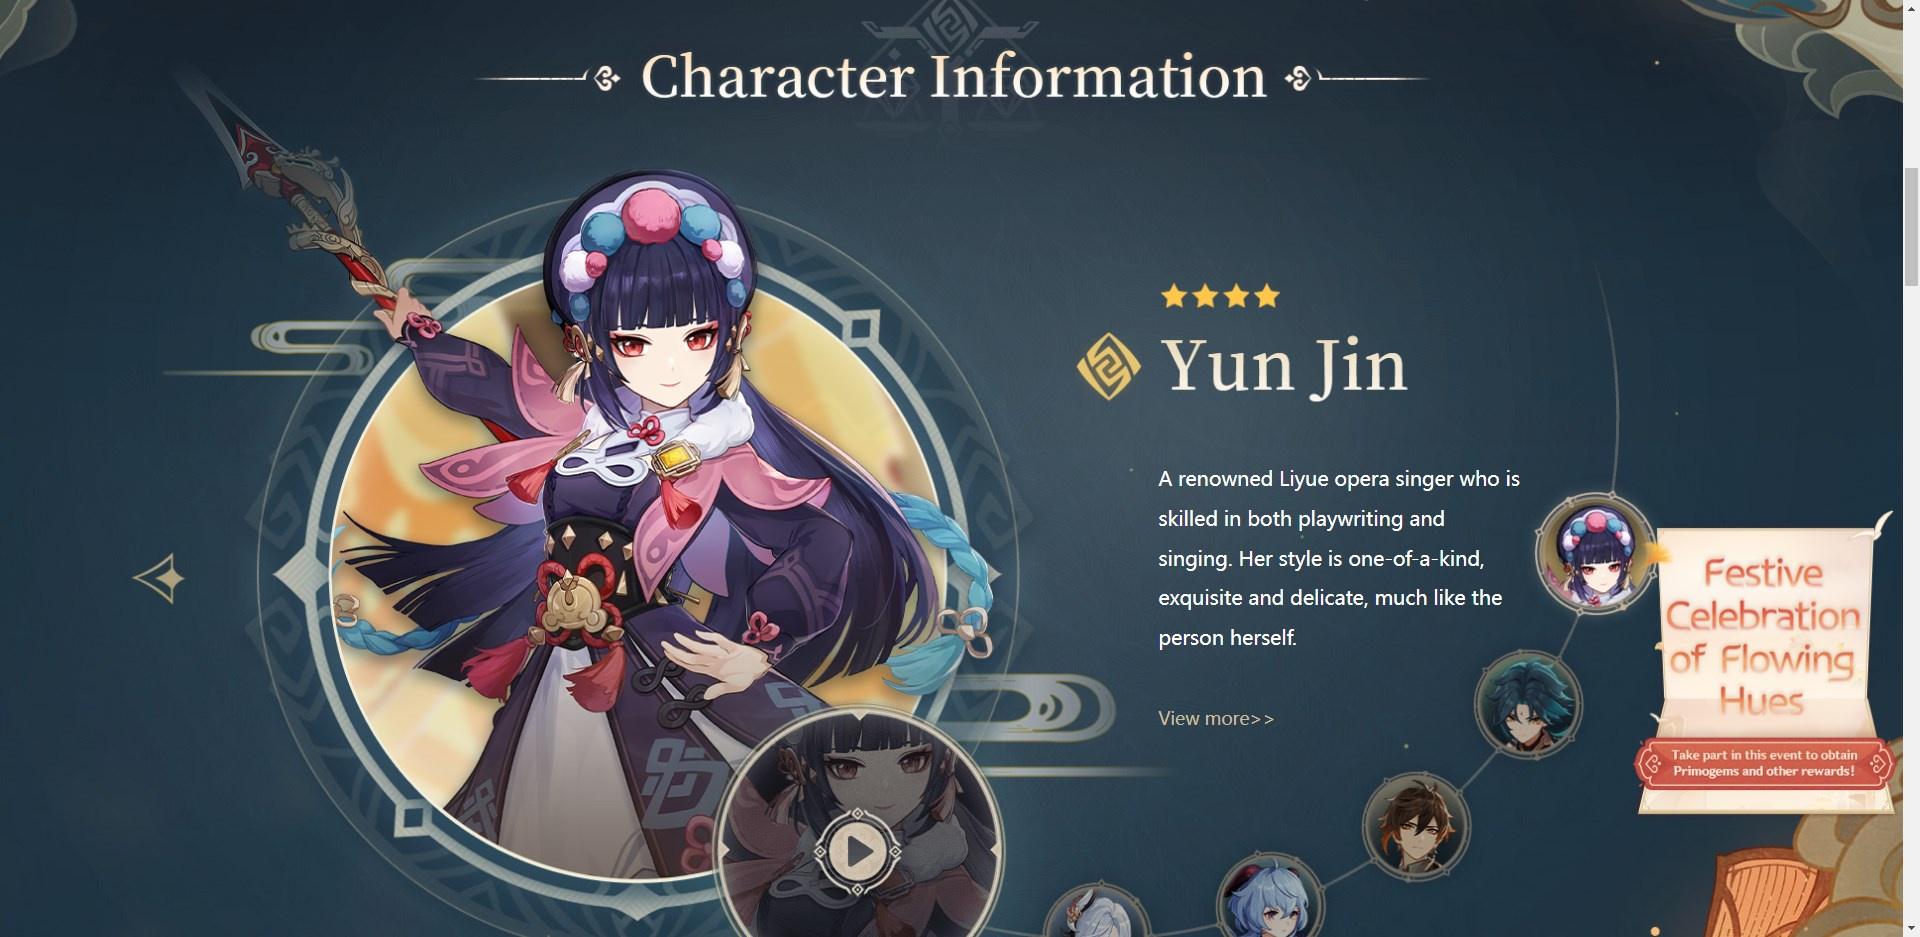 Character Information
Yun Jin
A renowned Liyue opera singer who is
skilled in both playwriting and
singing. Her style is one-of-a-kind,
exquisite and delicate, much like the
person herself.
View more>>
Festive
Celebration
of Flowing
Hues
Take part in this event to obtain
Primogems and other rewards!